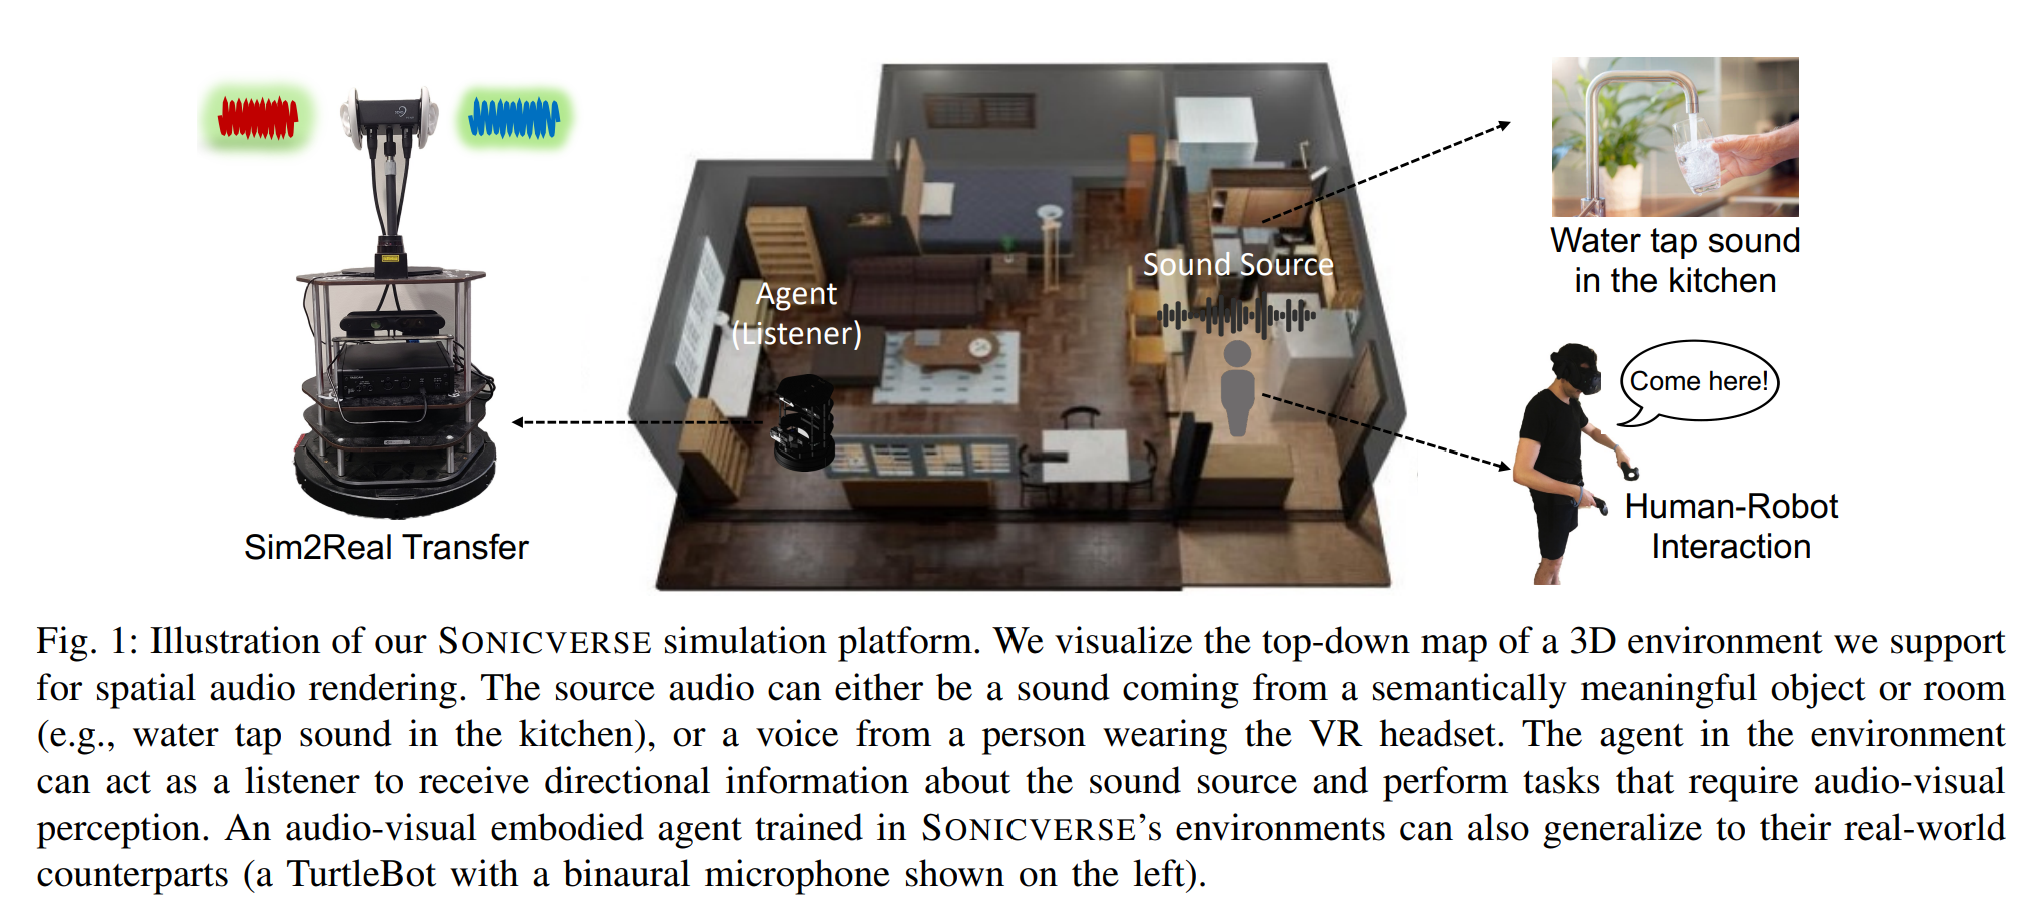 Agent
(Listener)
Sound Source
Water tap sound
in the kitchen
Come here!
Human-Robot
Interaction
Sim2Real Transfer
Fig. 1: Illustration of our SONICVERSE simulation platform. We visualize the top-down map of a 3D environment we support
for spatial audio rendering. The source audio can either be a sound coming from a semantically meaningful object or room
(e.g., water tap sound in the kitchen), or a voice from a person wearing the VR headset. The agent in the environment
can act as a listener to receive directional information about the sound source and perform tasks that require audio-visual
perception. An audio-visual embodied agent trained in SONICVERSE's environments can also generalize to their real-world
counterparts (a TurtleBot with a binaural microphone shown on the left).